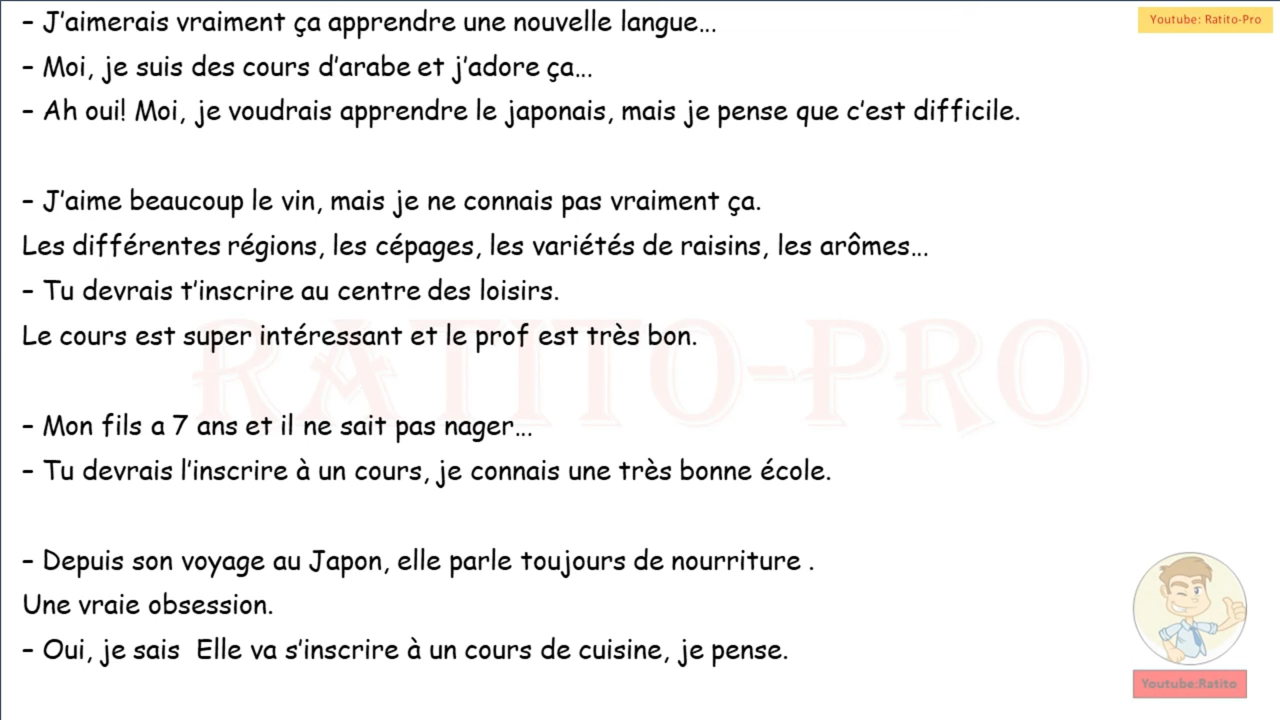 – J'aimerais vraiment ça apprendre une nouvelle langue...
Youtube: Ratito-Pro
– Moi, je suis des cours d'arabe et j'adore ça...
– Ah oui! Moi, je voudrais apprendre le japonais, mais je pense que c'est difficile.
– J'aime beaucoup le vin, mais je ne connais pas vraiment ça.
Les différentes régions, les cépages, les variétés de raisins, les arômes...
– Tu devrais t'inscrire au centre des loisirs.
Le cours est super intéressant et le prof est très bon.
RATITO-PRO
– Mon fils a 7 ans et il ne sait pas nager...
– Tu devrais l'inscrire à un cours, je connais une très bonne école.
– Depuis son voyage au Japon, elle parle toujours de nourriture .
Une vraie obsession.
– Oui, je sais  Elle va s'inscrire à un cours de cuisine, je pense.
Youtube:Ratito